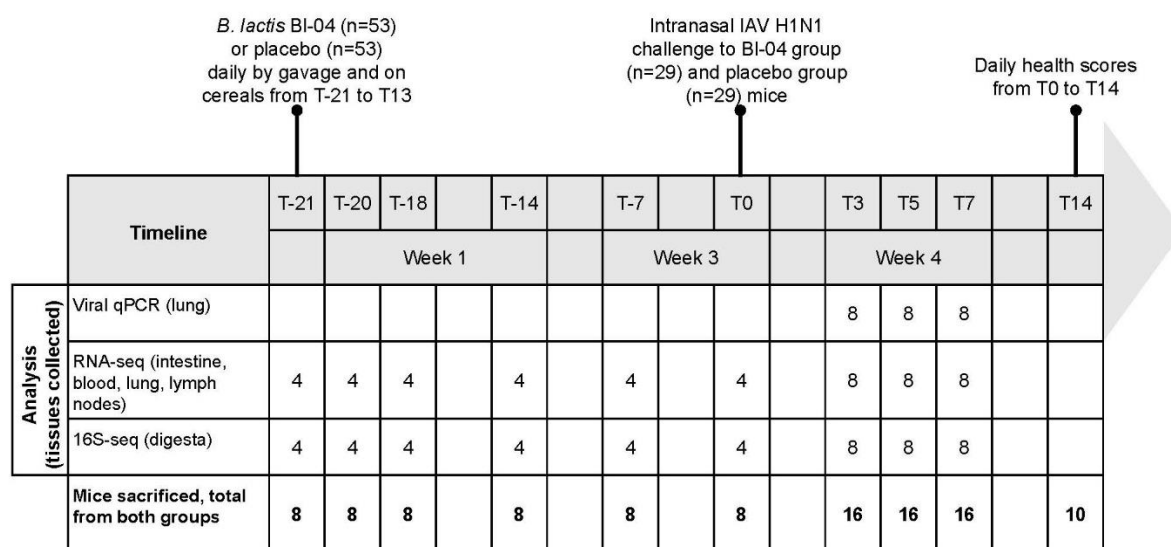 B. lactis Bl-04 (n=53)
or placebo (n=53)
daily by gavage and on
cereals from T-21 to T13
Intranasal IAV H1N1
challenge to Bl-04 group
(n=29) and placebo group
(n=29) mice
Daily health scores
from T0 to T14
Timeline
T-21 T-20 T-18 T-14 T-7 T0 T3 T5 T7 T14
Week 1 Week 3 Week 4
Analysis
(tissues collected)
Viral qPCR (lung)
8 8 8
RNA-seq (intestine,
blood, lung, lymph
nodes)
4 4 4 4 4 4 8 8 8
16S-seq (digesta)
4 4 4 4 4 4 8 8 8
Mice sacrificed, total
from both groups
8 8 8 8 8 8 16 16 16 10